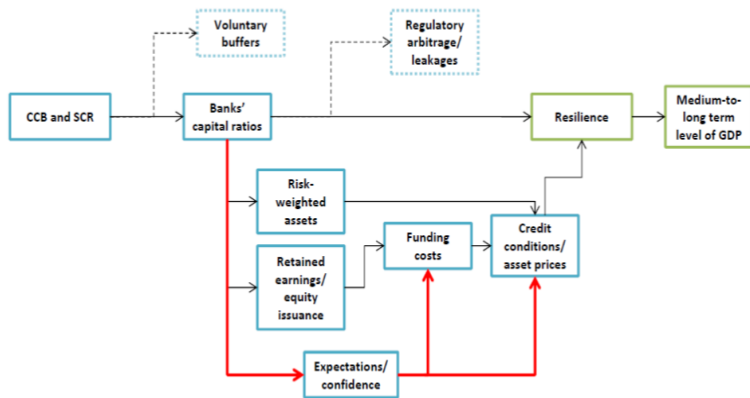 Voluntary
buffers
Regulatory
arbitrage/
leakages
CCB and SCR
Banks'
capital ratios
Resilience
Medium-to-
long term
level of GDP
Risk-
weighted
assets
Retained
earnings/
equity
issuance
Funding
costs
Credit
conditions/
asset prices
Expectations/
confidence